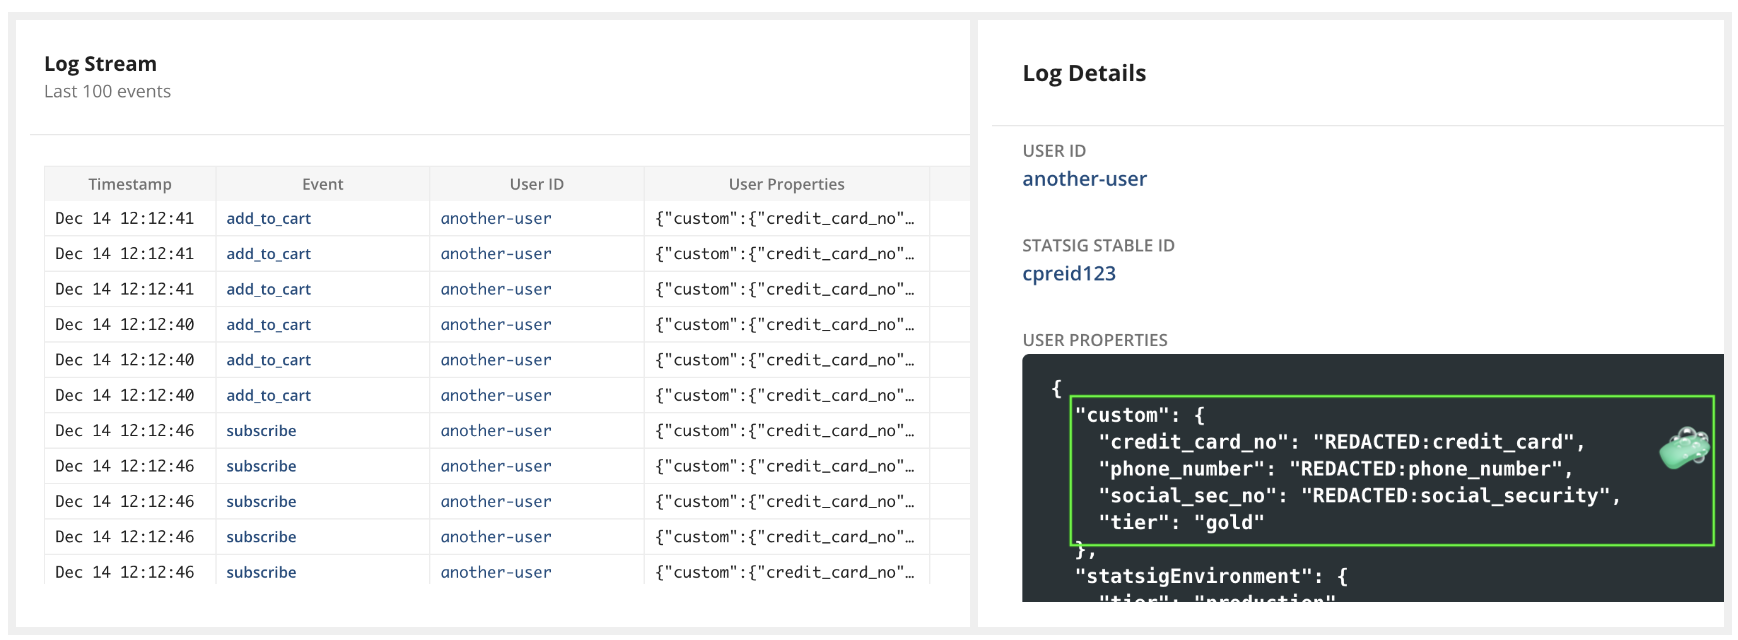 Log Stream
Last 100 events
Timestamp Event User ID User Properties
Dec 14 12:12:41 add_to_cart another-user {"custom":{"credit_card_no"…
Dec 14 12:12:41 add_to_cart another-user {"custom":{"credit_card_no"…
Dec 14 12:12:41 add_to_cart another-user {"custom":{"credit_card_no"…
Dec 14 12:12:40 add_to_cart another-user {"custom":{"credit_card_no"…
Dec 14 12:12:40 add_to_cart another-user {"custom":{"credit_card_no"…
Dec 14 12:12:40 add_to_cart another-user {"custom":{"credit_card_no"…
Dec 14 12:12:46 subscribe another-user {"custom":{"credit_card_no"…
Dec 14 12:12:46 subscribe another-user {"custom":{"credit_card_no"…
Dec 14 12:12:46 subscribe another-user {"custom":{"credit_card_no"…
Dec 14 12:12:46 subscribe another-user {"custom":{"credit_card_no"…
Dec 14 12:12:46 subscribe another-user {"custom":{"credit_card_no"…
Log Details
USER ID
another-user
STATSIG STABLE ID
cpreid123
USER PROPERTIES
{
"custom": {
"credit_card_no": "REDACTED:credit_card",
"phone_number": "REDACTED:phone_number",
"social_sec_no": "REDACTED:social_security",
"tier": "gold"
},
"statsigEnvironment": {
"tier": "production"